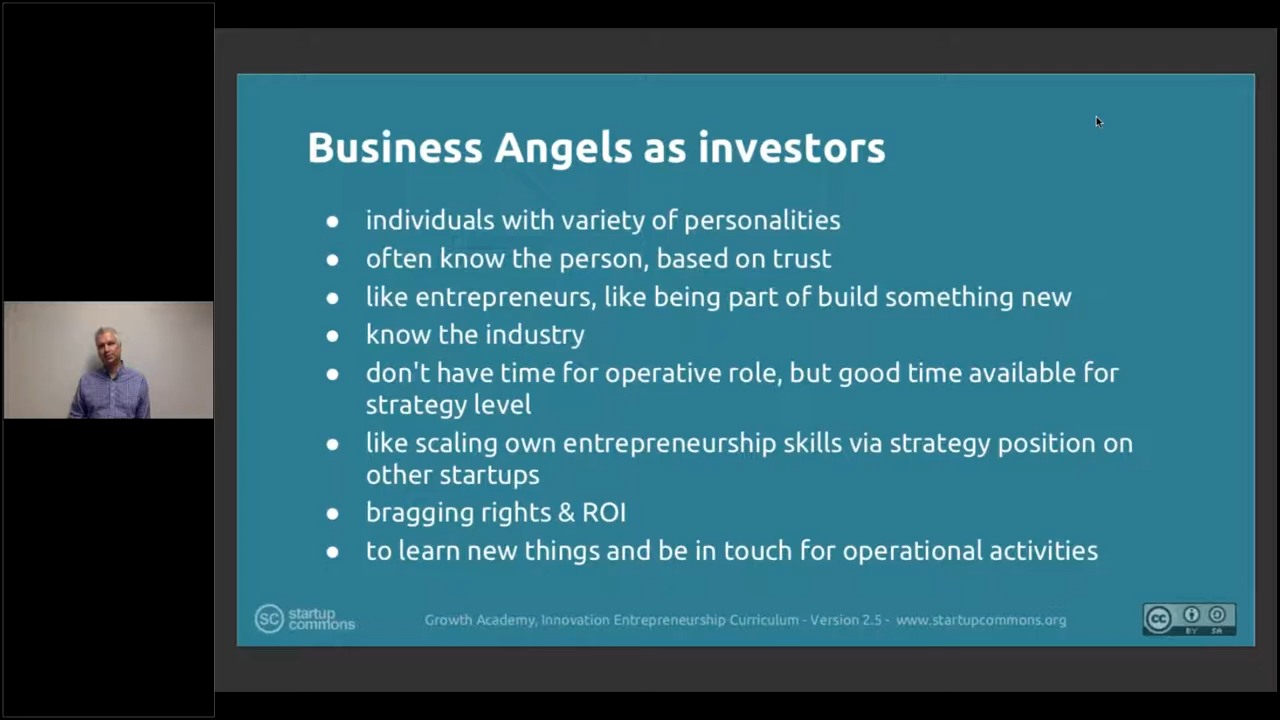 Business Angels as investors
● individuals with variety of personalities
● often know the person, based on trust
● like entrepreneurs, like being part of build something new
● know the industry
● don't have time for operative role, but good time available for
strategy level
● like scaling own entrepreneurship skills via strategy position on
other startups
● bragging rights & ROI
● to learn new things and be in touch for operational activities
SC startup
commons
Growth Academy, Innovation Entrepreneurship Curriculum - Version 2.5 - www.startupcommons.org
cc
BY SA